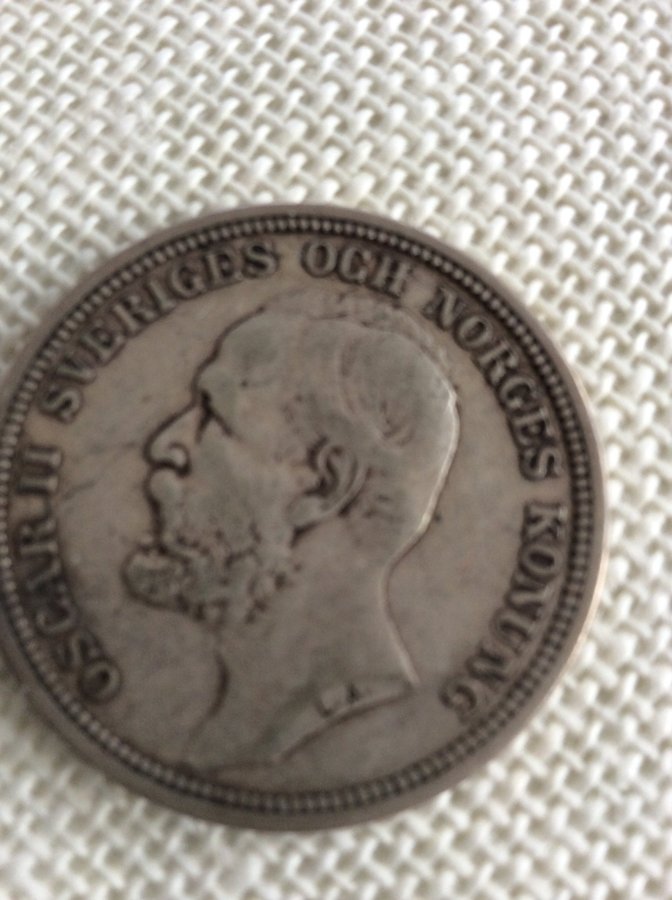 OSCAR II SVERIGES OCH NORGES KONUNG
L.A.